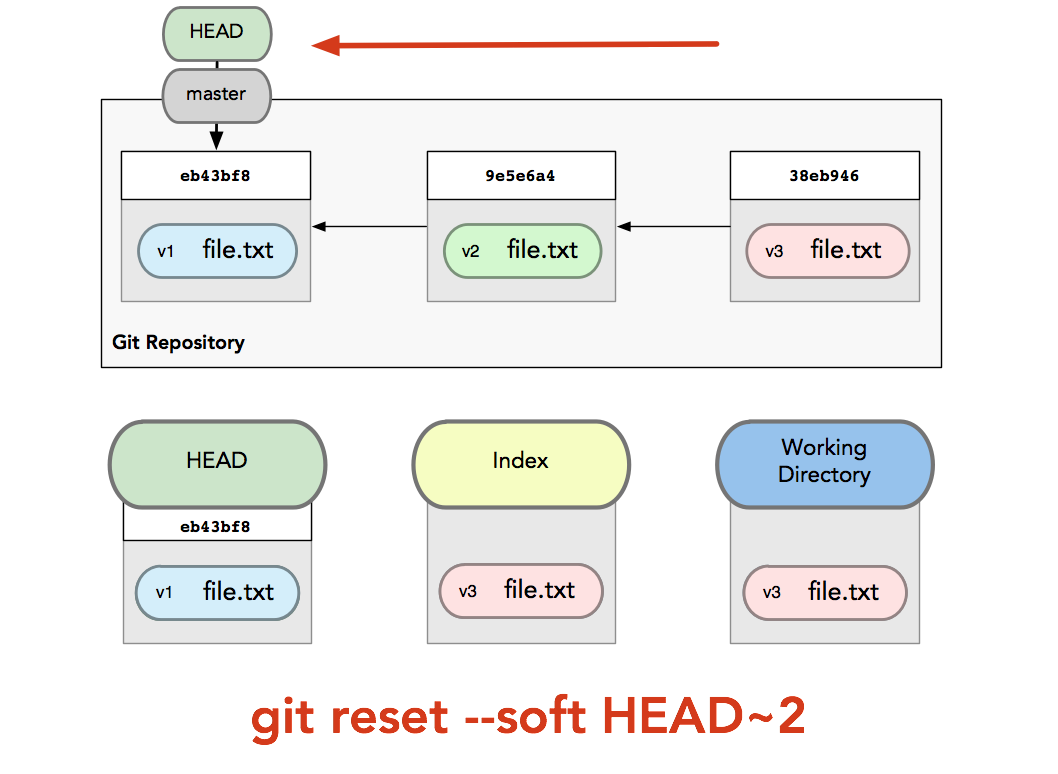 HEAD
master
eb43bf8
9e5e6a4
38eb946
v1 file.txt
v2 file.txt
v3 file.txt
Git Repository
HEAD
Index
Working
Directory
eb43bf8
v1 file.txt
v3 file.txt
v3 file.txt
git reset --soft HEAD~2